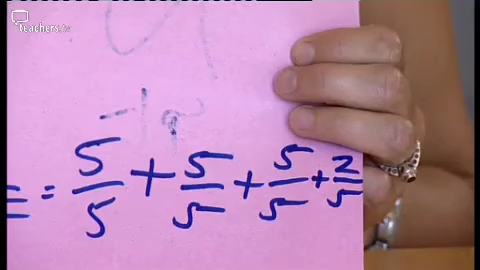 teachers.tv
= 5/5 + 5/5 + 5/5 + 2/5